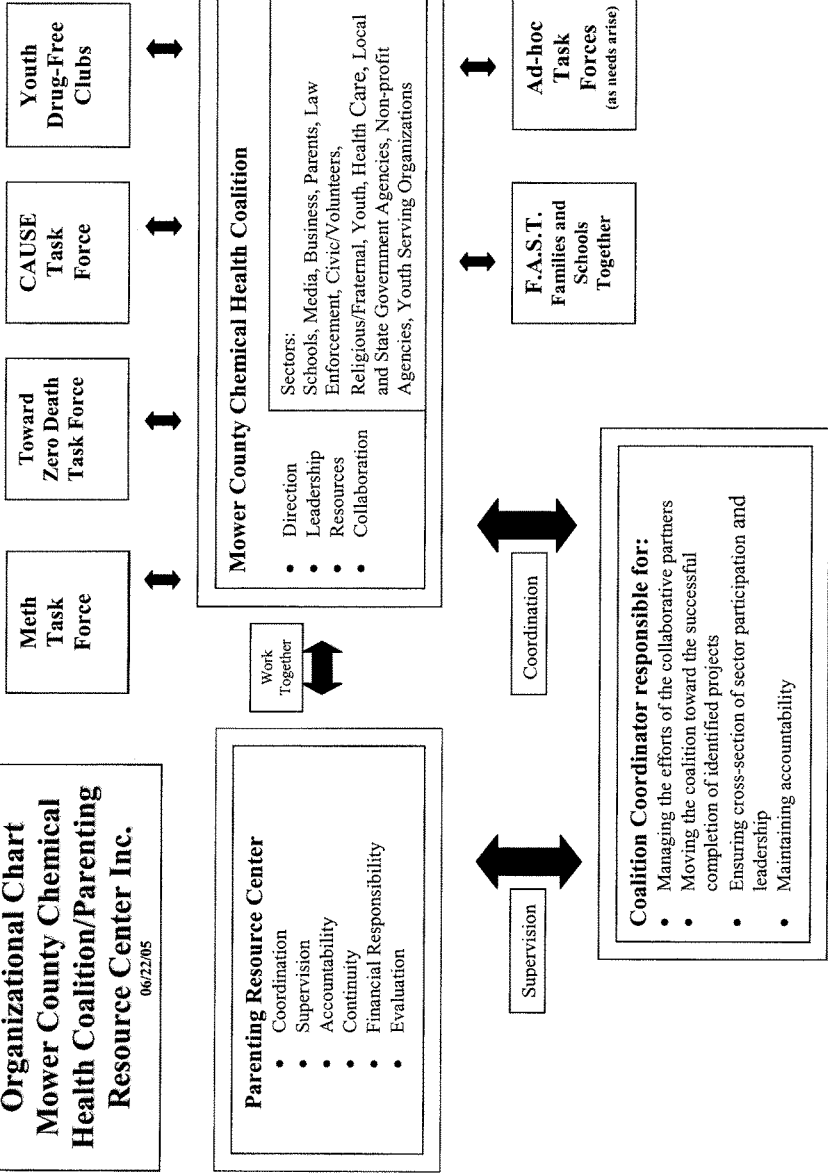 Organizational Chart
Mower County Chemical
Health Coalition/Parenting
Resource Center Inc.
06/22/05
Meth
Task
Force
Toward
Zero Death
Task Force
CAUSE
Task
Force
Youth
Drug-Free
Clubs
Parenting Resource Center
• Coordination
• Supervision
• Accountability
• Continuity
• Financial Responsibility
• Evaluation
Work
Together
Mower County Chemical Health Coalition
• Direction
• Leadership
• Resources
• Collaboration
Sectors:
Schools, Media, Business, Parents, Law
Enforcement, Civic/Volunteers,
Religious/Fraternal, Youth, Health Care, Local
and State Government Agencies, Non-profit
Agencies, Youth Serving Organizations
Supervision
Coordination
F.A.S.T.
Families and
Schools
Together
Ad-hoc
Task
Forces
(as needs arise)
Coalition Coordinator responsible for:
• Managing the efforts of the collaborative partners
• Moving the coalition toward the successful
completion of identified projects
• Ensuring cross-section of sector participation and
leadership
• Maintaining accountability